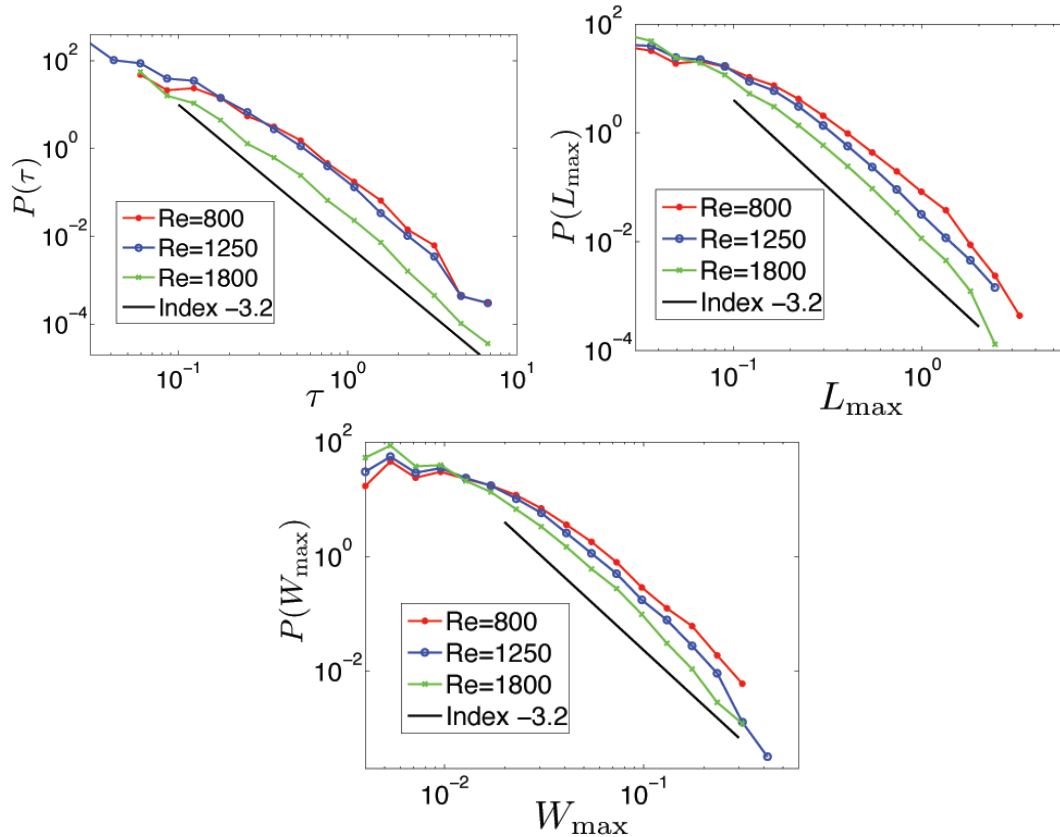 10^2
10^0
10^-2
10^-4
P(τ)
Re=800
Re=1250
Re=1800
Index −3.2
10^-1
10^0
10^1
τ
10^2
10^0
10^-2
10^-4
P(L_max)
Re=800
Re=1250
Re=1800
Index −3.2
10^-1
10^0
L_max
10^2
10^0
10^-2
P(W_max)
Re=800
Re=1250
Re=1800
Index −3.2
10^-2
10^-1
W_max